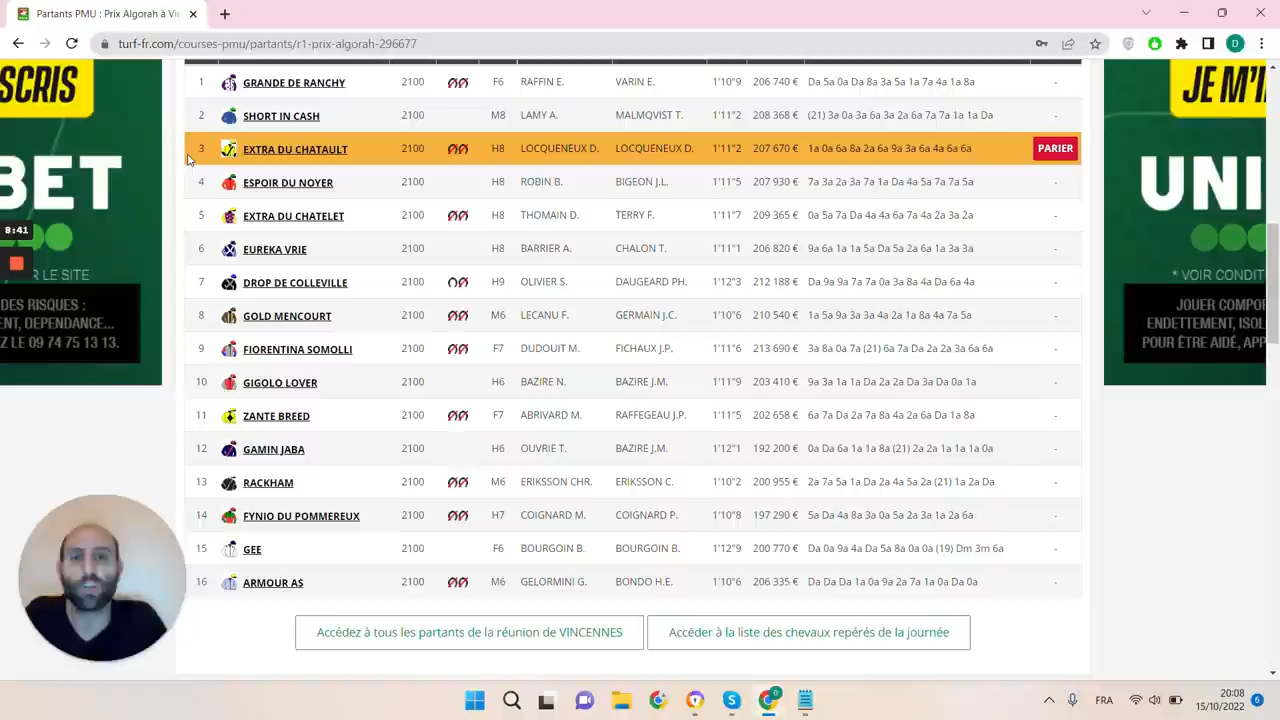 Partants PMU : Prix Algorah à Vi
turf-fr.com/courses-pmu/partants/r1-prix-algorah-296677
D
SCRIS
BET
8:41
R LE SITE
DES RISQUES :
ENT, DEPENDANCE...
Z LE 09 74 75 13 13.
1 GRANDE DE RANCHY 2100 F6 RAFFIN E. VARIN E. 1'10"9 206 740 € Da 5a 0a Da 8a 3a 5a 1a 7a 4a 1a 8a
2 SHORT IN CASH 2100 M8 LAMY A. MALMQVIST T. 1'11"2 208 368 € (21) 3a 0a 3a 6a 3a 2a 6a 7a 7a 1a 1a Da -
3 EXTRA DU CHATAULT 2100 H8 LOCQUENEUX D. LOCQUENEUX D. 1'11"2 207 670 € 1a 0a 6a 8a 2a 6a 9a 3a 6a 4a 6a 6a PARIER
4 ESPOIR DU NOYER 2100 H8 ROBIN B. BIGEON J.L. 1'11"5 207 930 € 7a 3a 2a 3a 7a 1a Da 4a 5a 7a 7a 5a -
5 EXTRA DU CHATELET 2100 H8 THOMAIN D. TERRY F. 1'11"7 209 365 € 0a 5a 7a Da 4a 4a 6a 7a 4a 2a 3a 2a -
6 EUREKA VRIE 2100 H8 BARRIER A. CHALON T. 1'11"1 206 820 € 9a 6a 1a 1a 5a Da 5a 2a 6a 1a 3a 3a -
7 DROP DE COLLEVILLE 2100 H9 OLIVIER S. DAUGEARD PH. 1'12"3 212 188 € Da 9a 9a 7a 7a 0a 3a 8a 4a Da 6a 4a -
8 GOLD MENCOURT 2100 M6 LECANU F. GERMAIN J.C. 1'10"6 210 540 € 1a 5a 9a 3a 3a 4a 2a 1a 8a 4a 7a 5a -
9 FIORENTINA SOMOLLI 2100 F7 DUDOUIT M. FICHAUX J.P. 1'11"6 213 690 € 3a 8a 0a 7a (21) 6a 7a Da 2a 2a 3a 6a 6a -
10 GIGOLO LOVER 2100 H6 BAZIRE N. BAZIRE J.M. 1'11"9 203 410 € 9a 3a 1a 1a Da 2a 2a Da 3a Da 0a 1a -
11 ZANTE BREED 2100 F7 ABRIVARD M. RAFFEGEAU J.P. 1'11"5 202 658 € 6a 7a Da 2a 7a 8a 4a 2a 6a Da 1a 8a -
12 GAMIN JABA 2100 H6 OUVRIE T. BAZIRE J.M. 1'12"1 192 200 € 0a Da 6a 1a 1a 8a (21) 2a 2a 1a 1a 1a 0a -
13 RACKHAM 2100 M6 ERIKSSON CHR. ERIKSSON C. 1'10"2 200 955 € 2a 7a 5a 1a Da 2a 4a 5a 2a (21) 1a 2a Da -
14 FYNIO DU POMMEREUX 2100 H7 COIGNARD M. COIGNARD P. 1'10"8 197 290 € 5a Da 4a 8a 3a 0a 5a 2a 3a 1a 2a 6a -
15 GEE 2100 F6 BOURGOIN B. BOURGOIN B. 1'12"9 200 770 € Da 0a 9a 4a Da 5a 8a 0a 0a (19) Dm 3m 6a -
16 ARMOUR AS 2100 M6 GELORMINI G. BONDO H.E. 1'10"6 206 335 € Da Da Da 1a 0a 9a 2a 7a 1a 0a Da 0a -
Accédez à tous les partants de la réunion de VINCENNES
Accéder à la liste des chevaux repérés de la journée
JE M'I
UNI
* VOIR CONDIT
JOUER COMPOR
ENDETTEMENT, ISOL
POUR ÊTRE AIDÉ, APP
FRA
20:08
15/10/2022
6